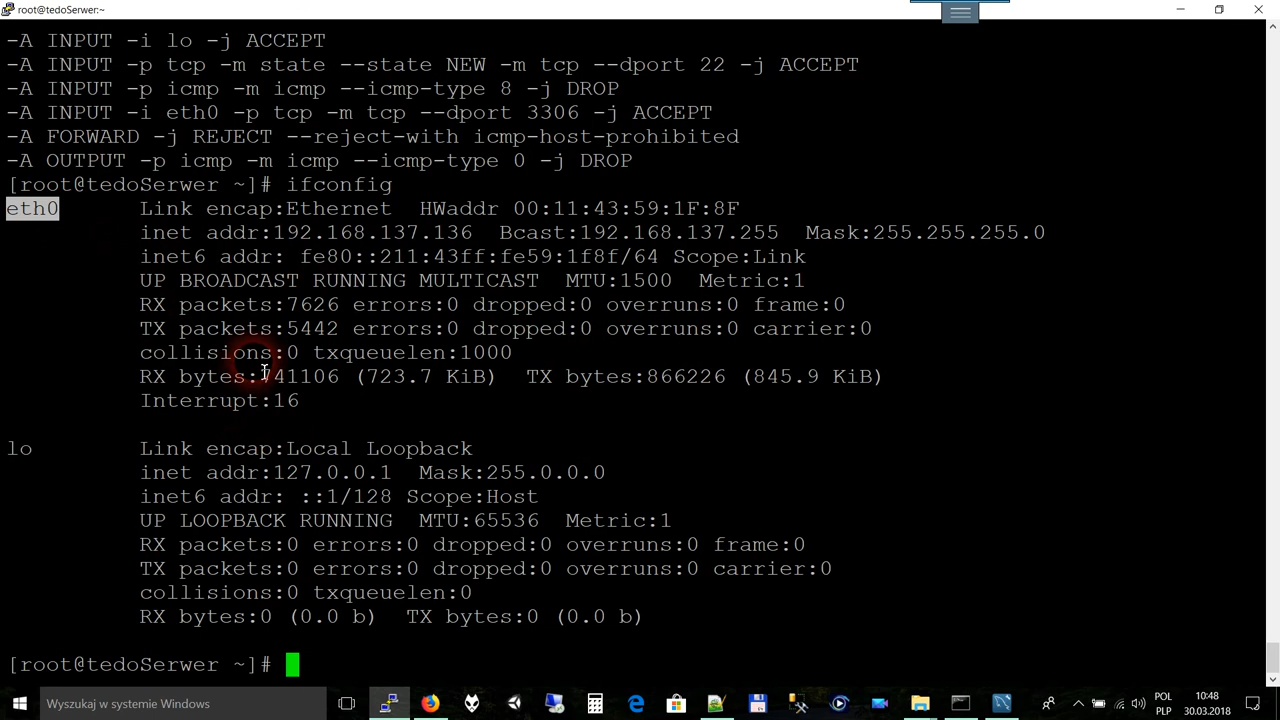 root@tedoSerwer:~
-A INPUT -i lo -j ACCEPT
-A INPUT -p tcp -m state --state NEW -m tcp --dport 22 -j ACCEPT
-A INPUT -p icmp -m icmp --icmp-type 8 -j DROP
-A INPUT -i eth0 -p tcp -m tcp --dport 3306 -j ACCEPT
-A FORWARD -j REJECT --reject-with icmp-host-prohibited
-A OUTPUT -p icmp -m icmp --icmp-type 0 -j DROP
[root@tedoSerwer ~]# ifconfig
eth0 Link encap:Ethernet HWaddr 00:11:43:59:1F:8F
inet addr:192.168.137.136 Bcast:192.168.137.255 Mask:255.255.255.0
inet6 addr: fe80::211:43ff:fe59:1f8f/64 Scope:Link
UP BROADCAST RUNNING MULTICAST MTU:1500 Metric:1
RX packets:7626 errors:0 dropped:0 overruns:0 frame:0
TX packets:5442 errors:0 dropped:0 overruns:0 carrier:0
collisions:0 txqueuelen:1000
RX bytes:741106 (723.7 KiB) TX bytes:866226 (845.9 KiB)
Interrupt:16
lo Link encap:Local Loopback
inet addr:127.0.0.1 Mask:255.0.0.0
inet6 addr: ::1/128 Scope:Host
UP LOOPBACK RUNNING MTU:65536 Metric:1
RX packets:0 errors:0 dropped:0 overruns:0 frame:0
TX packets:0 errors:0 dropped:0 overruns:0 carrier:0
collisions:0 txqueuelen:0
RX bytes:0 (0.0 b) TX bytes:0 (0.0 b)
[root@tedoSerwer ~]#
Wyszukaj w systemie Windows
POL 10:48
PLP 30.03.2018